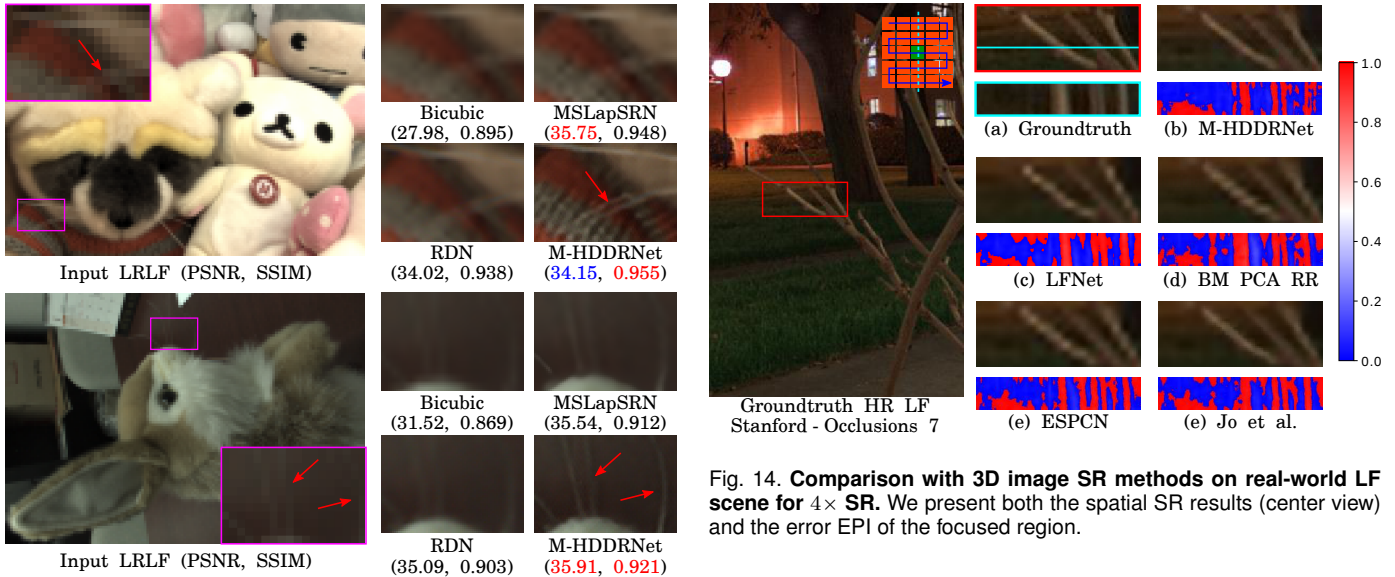 Bicubic
(27.98, 0.895)
MSLapSRN
(35.75, 0.948)
RDN
(34.02, 0.938)
M-HDDRNet
(34.15, 0.955)
Input LRLF (PSNR, SSIM)
Bicubic
(31.52, 0.869)
MSLapSRN
(35.54, 0.912)
RDN
(35.09, 0.903)
M-HDDRNet
(35.91, 0.921)
Input LRLF (PSNR, SSIM)
Groundtruth HR LF
Stanford - Occlusions 7
(a) Groundtruth
(b) M-HDDRNet
(c) LFNet
(d) BM PCA RR
(e) ESPCN
(e) Jo et al.
1.0
0.8
0.6
0.4
0.2
0.0
Fig. 14. Comparison with 3D image SR methods on real-world LF
scene for 4× SR. We present both the spatial SR results (center view)
and the error EPI of the focused region.